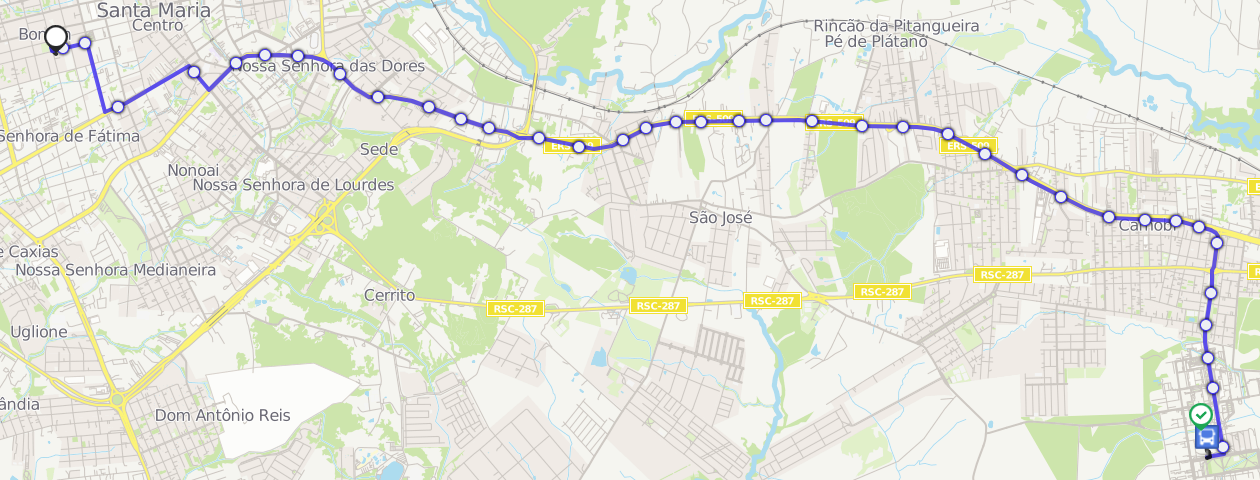 Santa Maria
Centro
Rincão da Pitangueira
Pé de Plátano
Nossa Senhora das Dores
Senhora de Fátima
Sede
Nonoai
Nossa Senhora de Lourdes
São José
Camobi
e Caxias
Nossa Senhora Medianeira
RSC-287
RSC-287
RSC-287
RSC-287
RSC-287
Cerrito
Uglione
ândia
Dom Antônio Reis